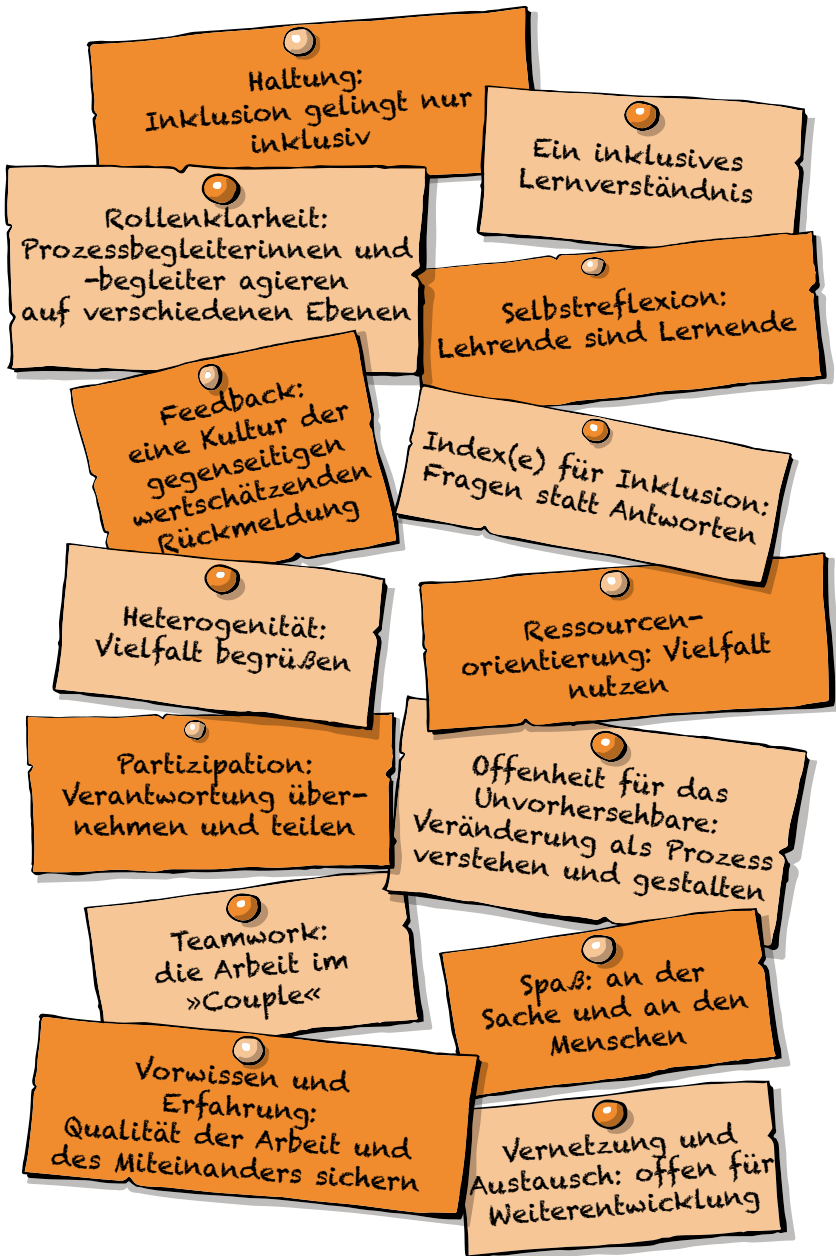 Haltung:
Inklusion gelingt nur
inklusiv
Ein inklusives
Lernverständnis
Rollenklarheit:
Prozessbegleiterinnen und
-begleiter agieren
auf verschiedenen Ebenen
Selbstreflexion:
Lehrende sind Lernende
Feedback:
eine Kultur der
gegenseitigen
wertschätzenden
Rückmeldung
Index(e) für Inklusion:
Fragen statt Antworten
Heterogenität:
Vielfalt begrüßen
Ressourcen-
orientierung: Vielfalt
nutzen
Partizipation:
Verantwortung über-
nehmen und teilen
Offenheit für das
Unvorhersehbare:
Veränderung als Prozess
verstehen und gestalten
Teamwork:
die Arbeit im
»Couple«
Spaß: an der
Sache und an den
Menschen
Vorwissen und
Erfahrung:
Qualität der Arbeit und
des Miteinanders sichern
Vernetzung und
Austausch: offen für
Weiterentwicklung